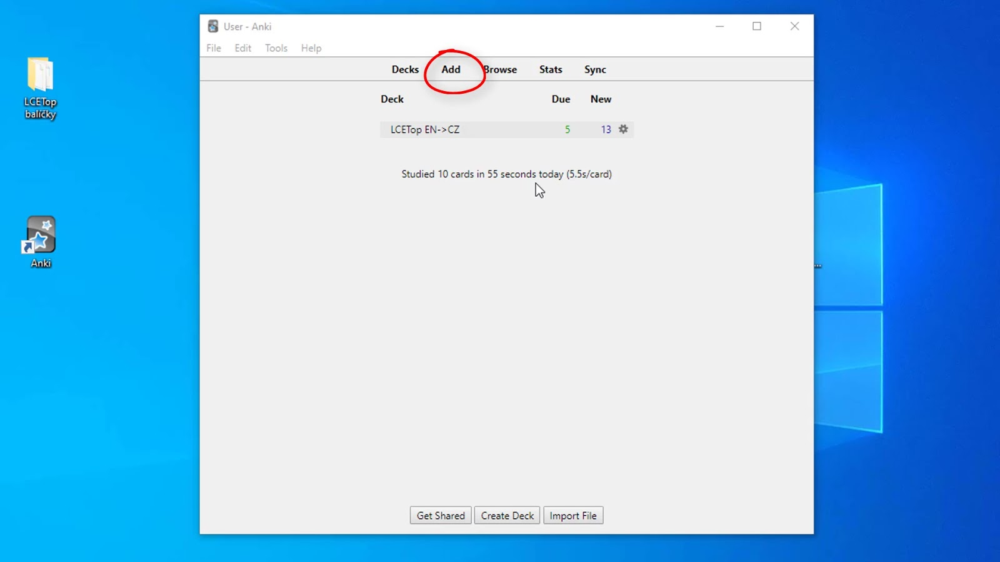 User - Anki
File Edit Tools Help
Decks Add Browse Stats Sync
Deck Due New
LCETop EN->CZ 5 13
Studied 10 cards in 55 seconds today (5.5s/card)
Get Shared Create Deck Import File
LCETop
balíčky
Anki
...